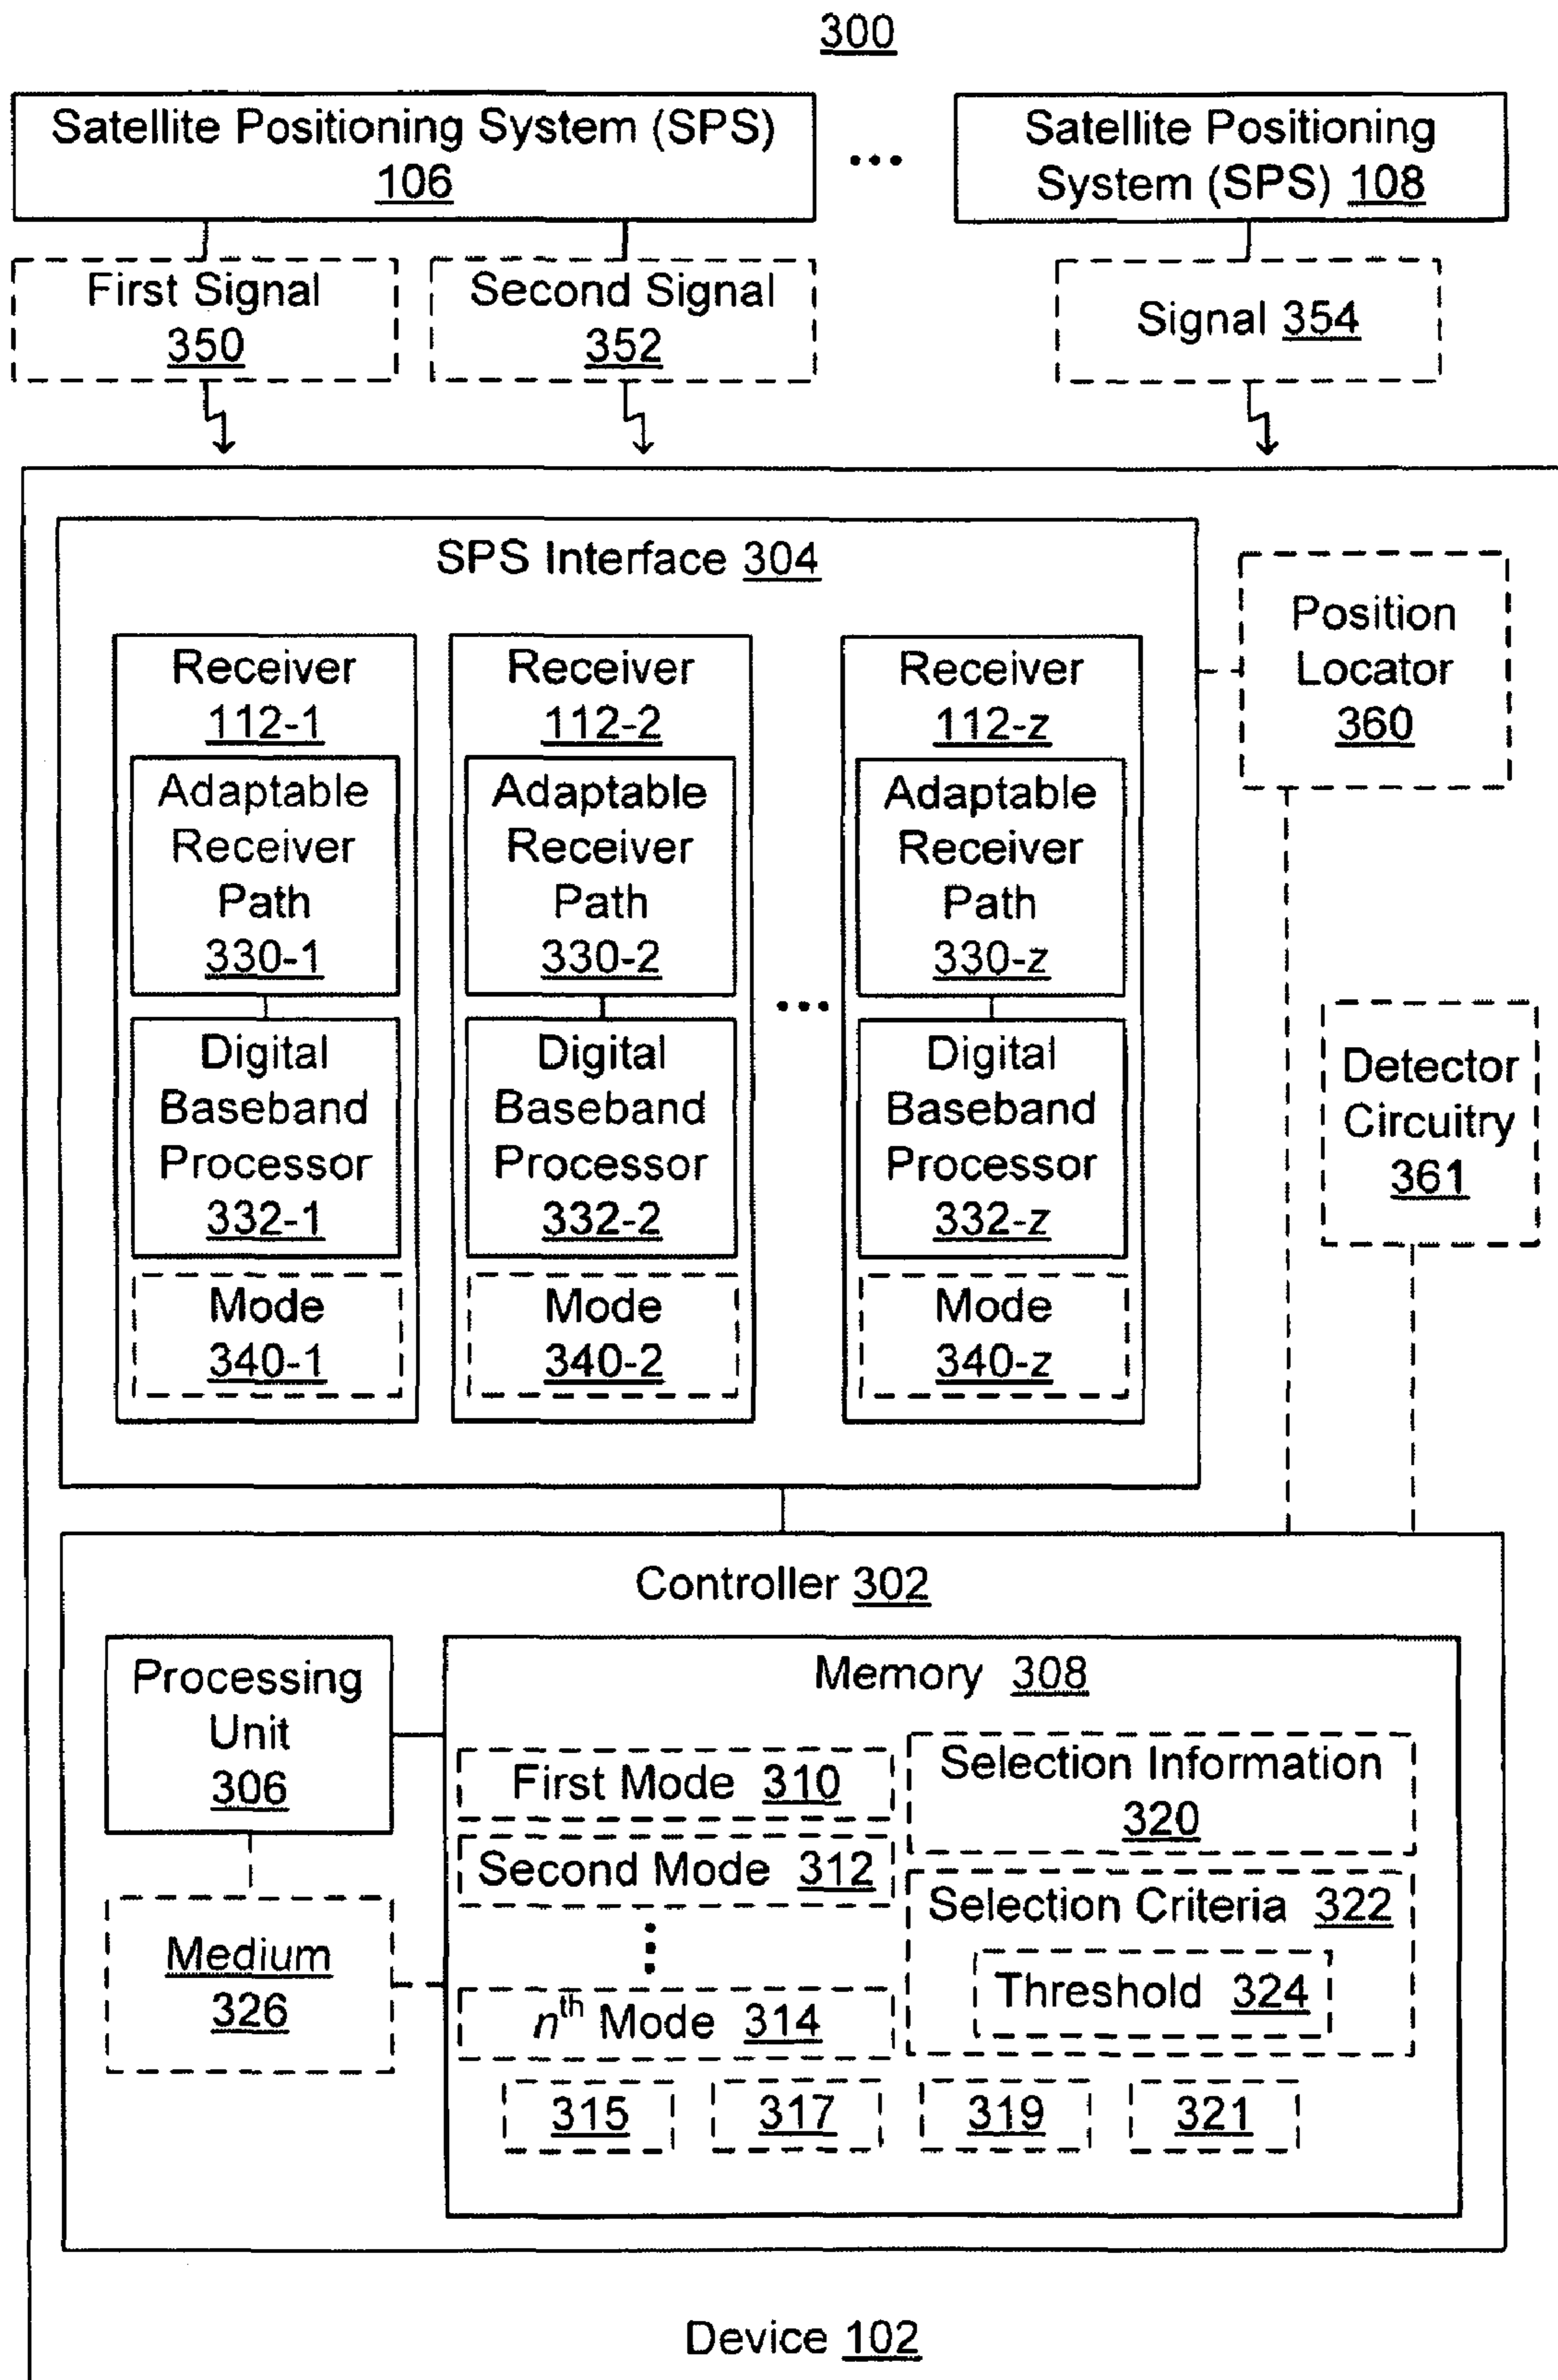 300
Satellite Positioning System (SPS)
106
...
Satellite Positioning
System (SPS) 108
First Signal
350
Second Signal
352
Signal 354
SPS Interface 304
Receiver
112-1
Adaptable
Receiver
Path
330-1
Digital
Baseband
Processor
332-1
Mode
340-1
Receiver
112-2
Adaptable
Receiver
Path
330-2
Digital
Baseband
Processor
332-2
Mode
340-2
...
Receiver
112-z
Adaptable
Receiver
Path
330-z
Digital
Baseband
Processor
332-z
Mode
340-z
Position
Locator
360
Detector
Circuitry
361
Controller 302
Processing
Unit
306
Medium
326
Memory 308
First Mode 310
Second Mode 312
nth Mode 314
Selection Information
320
Selection Criteria 322
Threshold 324
315
317
319
321
Device 102